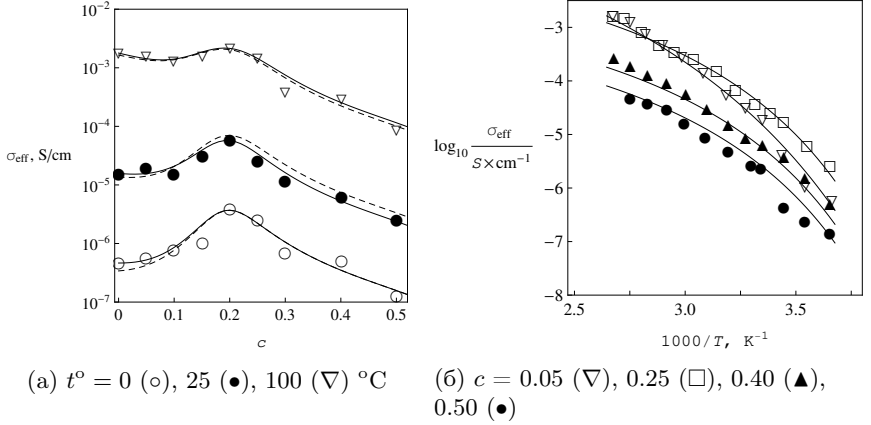 10⁻²
10⁻³
10⁻⁴
σeff, S/cm
10⁻⁵
10⁻⁶
10⁻⁷
0 0.1 0.2 0.3 0.4 0.5
c
-3
-4
log₁₀ σeff / S×cm⁻¹
-5
-6
-7
-8
2.5 3.0 3.5
1000/T, K⁻¹
(а) tº = 0 (○), 25 (●), 100 (▽) ºC
(б) c = 0.05 (▽), 0.25 (□), 0.40 (▲),
0.50 (●)